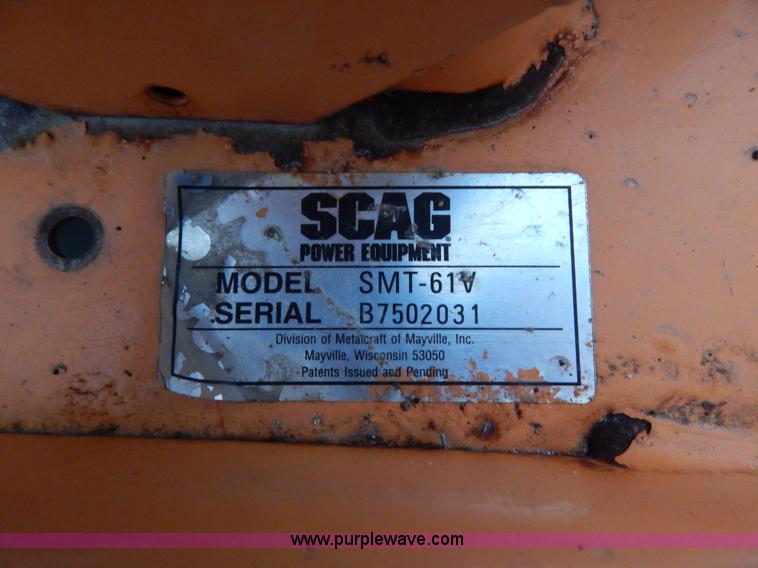 SCAG
POWER EQUIPMENT
MODEL SMT-61V
SERIAL B7502031
Division of Metalcraft of Mayville, Inc.
Mayville, Wisconsin 53050
Patents Issued and Pending
www.purplewave.com